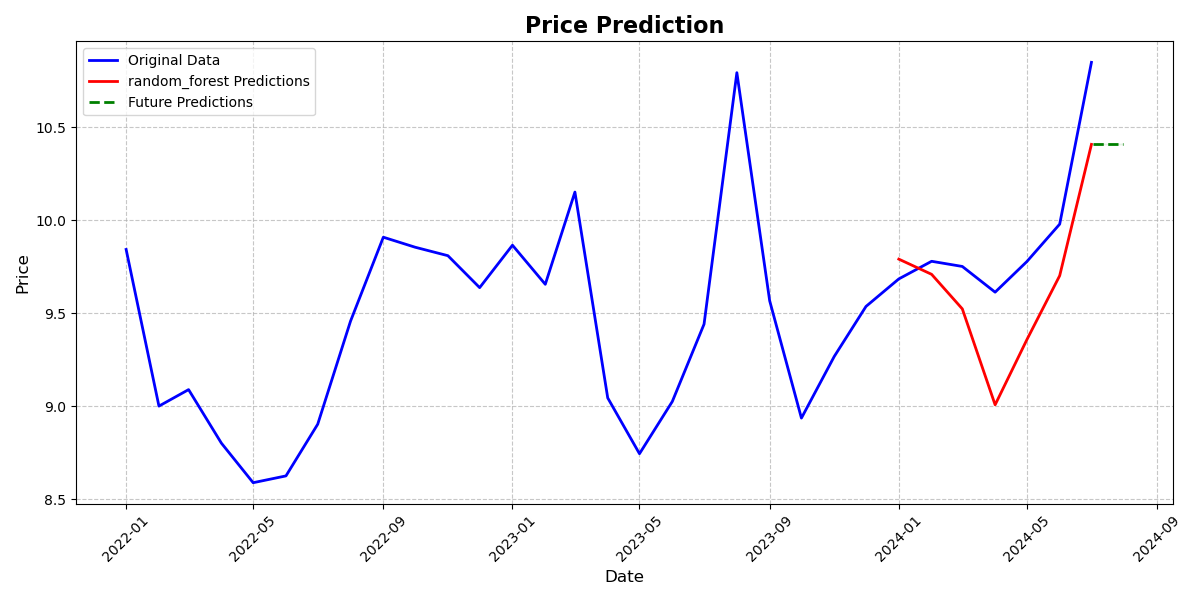 Price Prediction
Original Data
random_forest Predictions
Future Predictions
Price
10.5
10.0
9.5
9.0
8.5
2022-01
2022-05
2022-09
2023-01
2023-05
2023-09
2024-01
2024-05
2024-09
Date